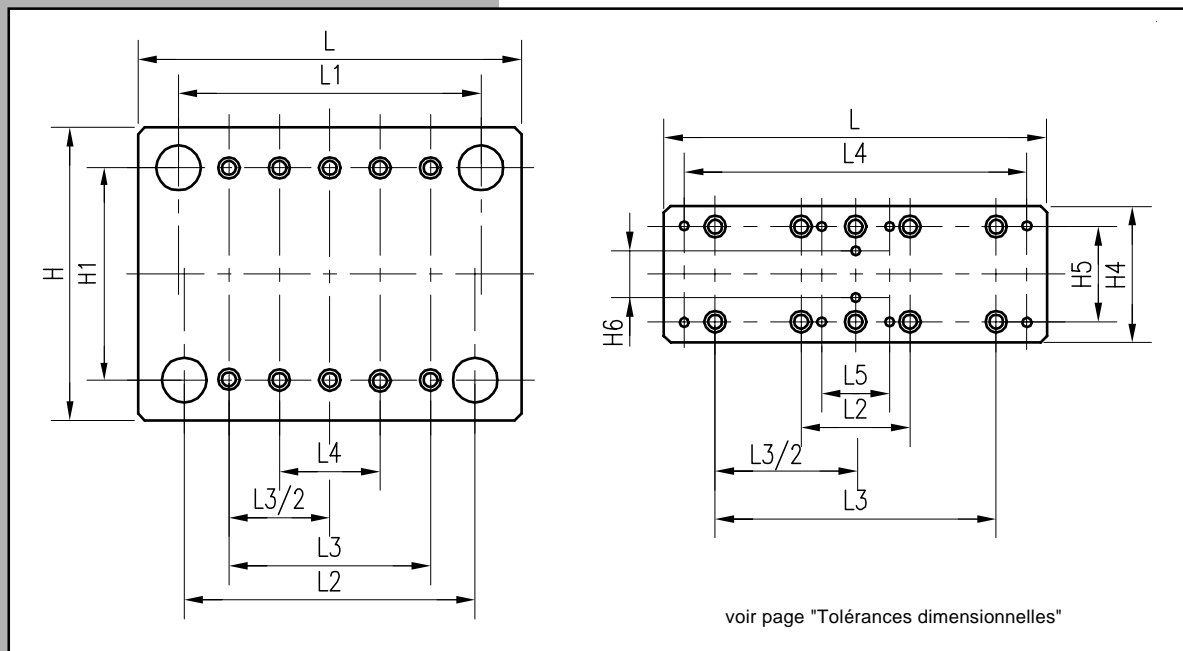 L
L1
H
H1
L4
L3/2
L3
L2
L
L4
H6
H5
H4
L5
L2
L3/2
L3
voir page "Tolérances dimensionnelles"